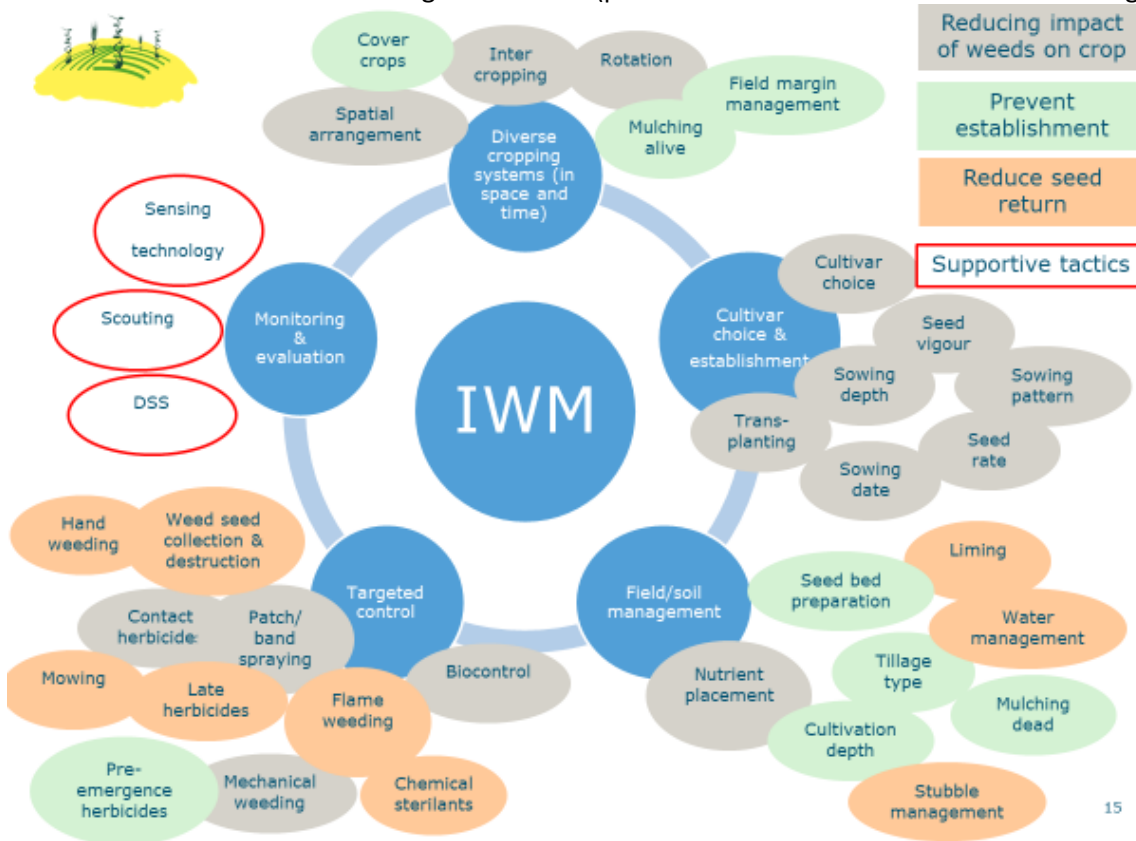 Reducing impact
of weeds on crop
Prevent
establishment
Reduce seed
return
Supportive tactics
Cover
crops
Inter
cropping
Rotation
Field margin
management
Spatial
arrangement
Mulching
alive
Diverse
cropping
systems (in
space and
time)
Sensing
technology
Scouting
DSS
Monitoring
&
evaluation
IWM
Cultivar
choice &
establishment
Cultivar
choice
Seed
vigour
Sowing
depth
Sowing
pattern
Trans-
planting
Seed
rate
Sowing
date
Hand
weeding
Weed seed
collection &
destruction
Targeted
control
Field/soil
management
Seed bed
preparation
Liming
Water
management
Contact
herbicides
Patch/
band
spraying
Biocontrol
Nutrient
placement
Tillage
type
Mulching
dead
Mowing
Late
herbicides
Flame
weeding
Cultivation
depth
Pre-
emergence
herbicides
Mechanical
weeding
Chemical
sterilants
Stubble
management
15